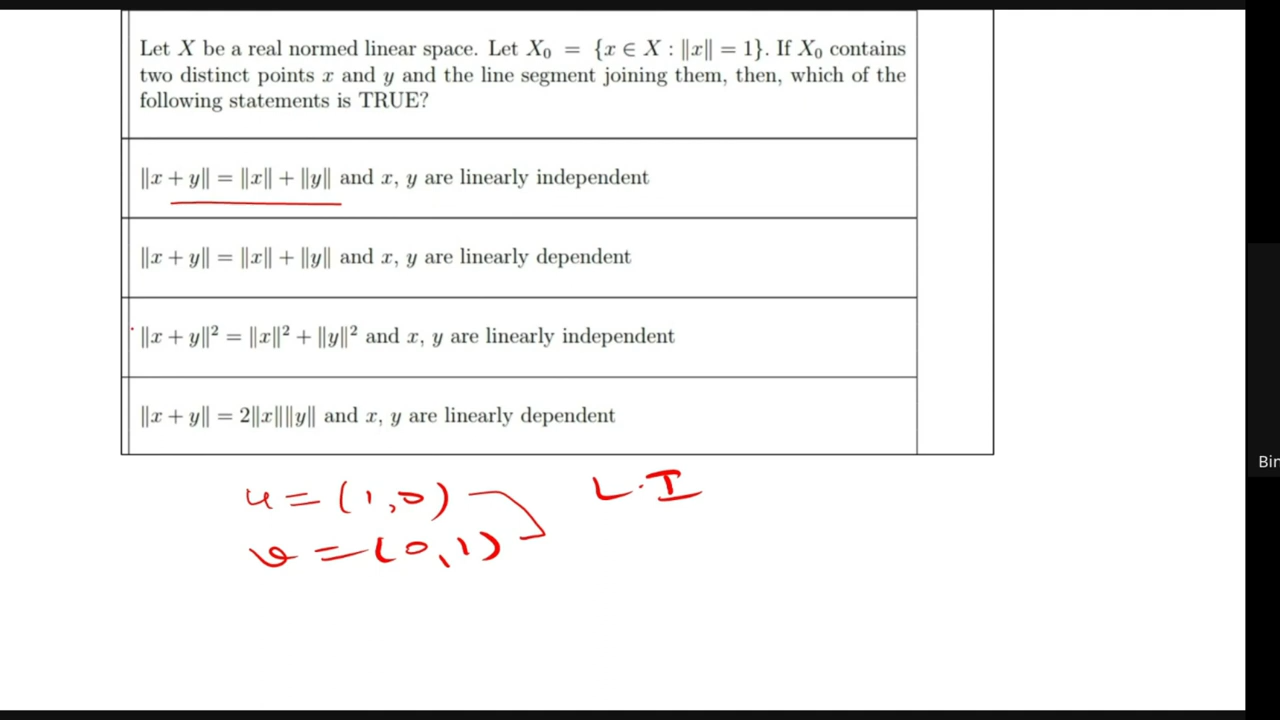 Let X be a real normed linear space. Let X₀ = {x ∈ X : ‖x‖ = 1}. If X₀ contains
two distinct points x and y and the line segment joining them, then, which of the
following statements is TRUE?
‖x + y‖ = ‖x‖ + ‖y‖ and x, y are linearly independent
‖x + y‖ = ‖x‖ + ‖y‖ and x, y are linearly dependent
‖x + y‖² = ‖x‖² + ‖y‖² and x, y are linearly independent
‖x + y‖ = 2‖x‖‖y‖ and x, y are linearly dependent
Bin
u = (1,0)
L.I
v = (0,1)